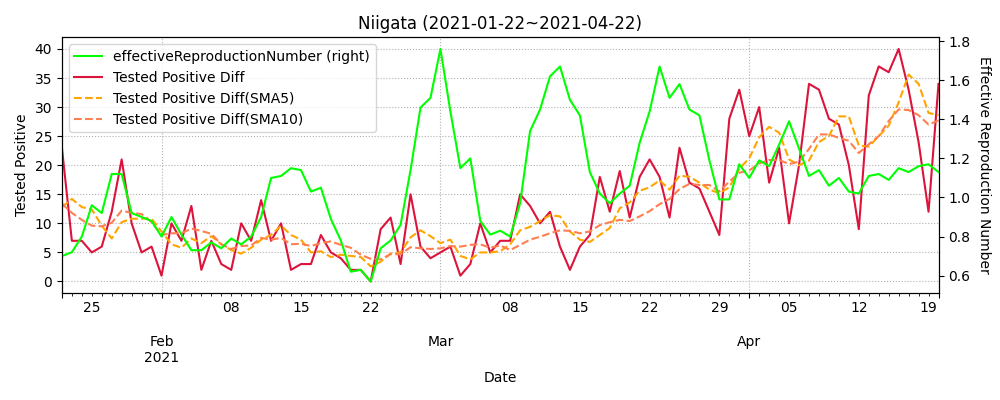 Niigata (2021-01-22~2021-04-22)
effectiveReproductionNumber (right)
Tested Positive Diff
Tested Positive Diff(SMA5)
Tested Positive Diff(SMA10)
Tested Positive
40
35
30
25
20
15
10
5
0
1.8
1.6
1.4
1.2
1.0
0.8
0.6
Effective Reproduction Number
25 08 15 22 08 15 22 29 05 12 19
Feb Mar Apr
2021
Date